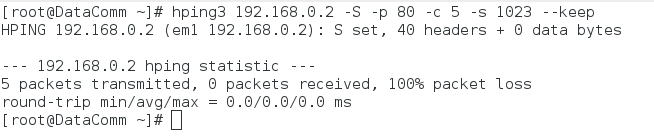 [root@DataComm ~]# hping3 192.168.0.2 -S -p 80 -c 5 -s 1023 --keep
HPING 192.168.0.2 (em1 192.168.0.2): S set, 40 headers + 0 data bytes
--- 192.168.0.2 hping statistic ---
5 packets transmitted, 0 packets received, 100% packet loss
round-trip min/avg/max = 0.0/0.0/0.0 ms
[root@DataComm ~]#